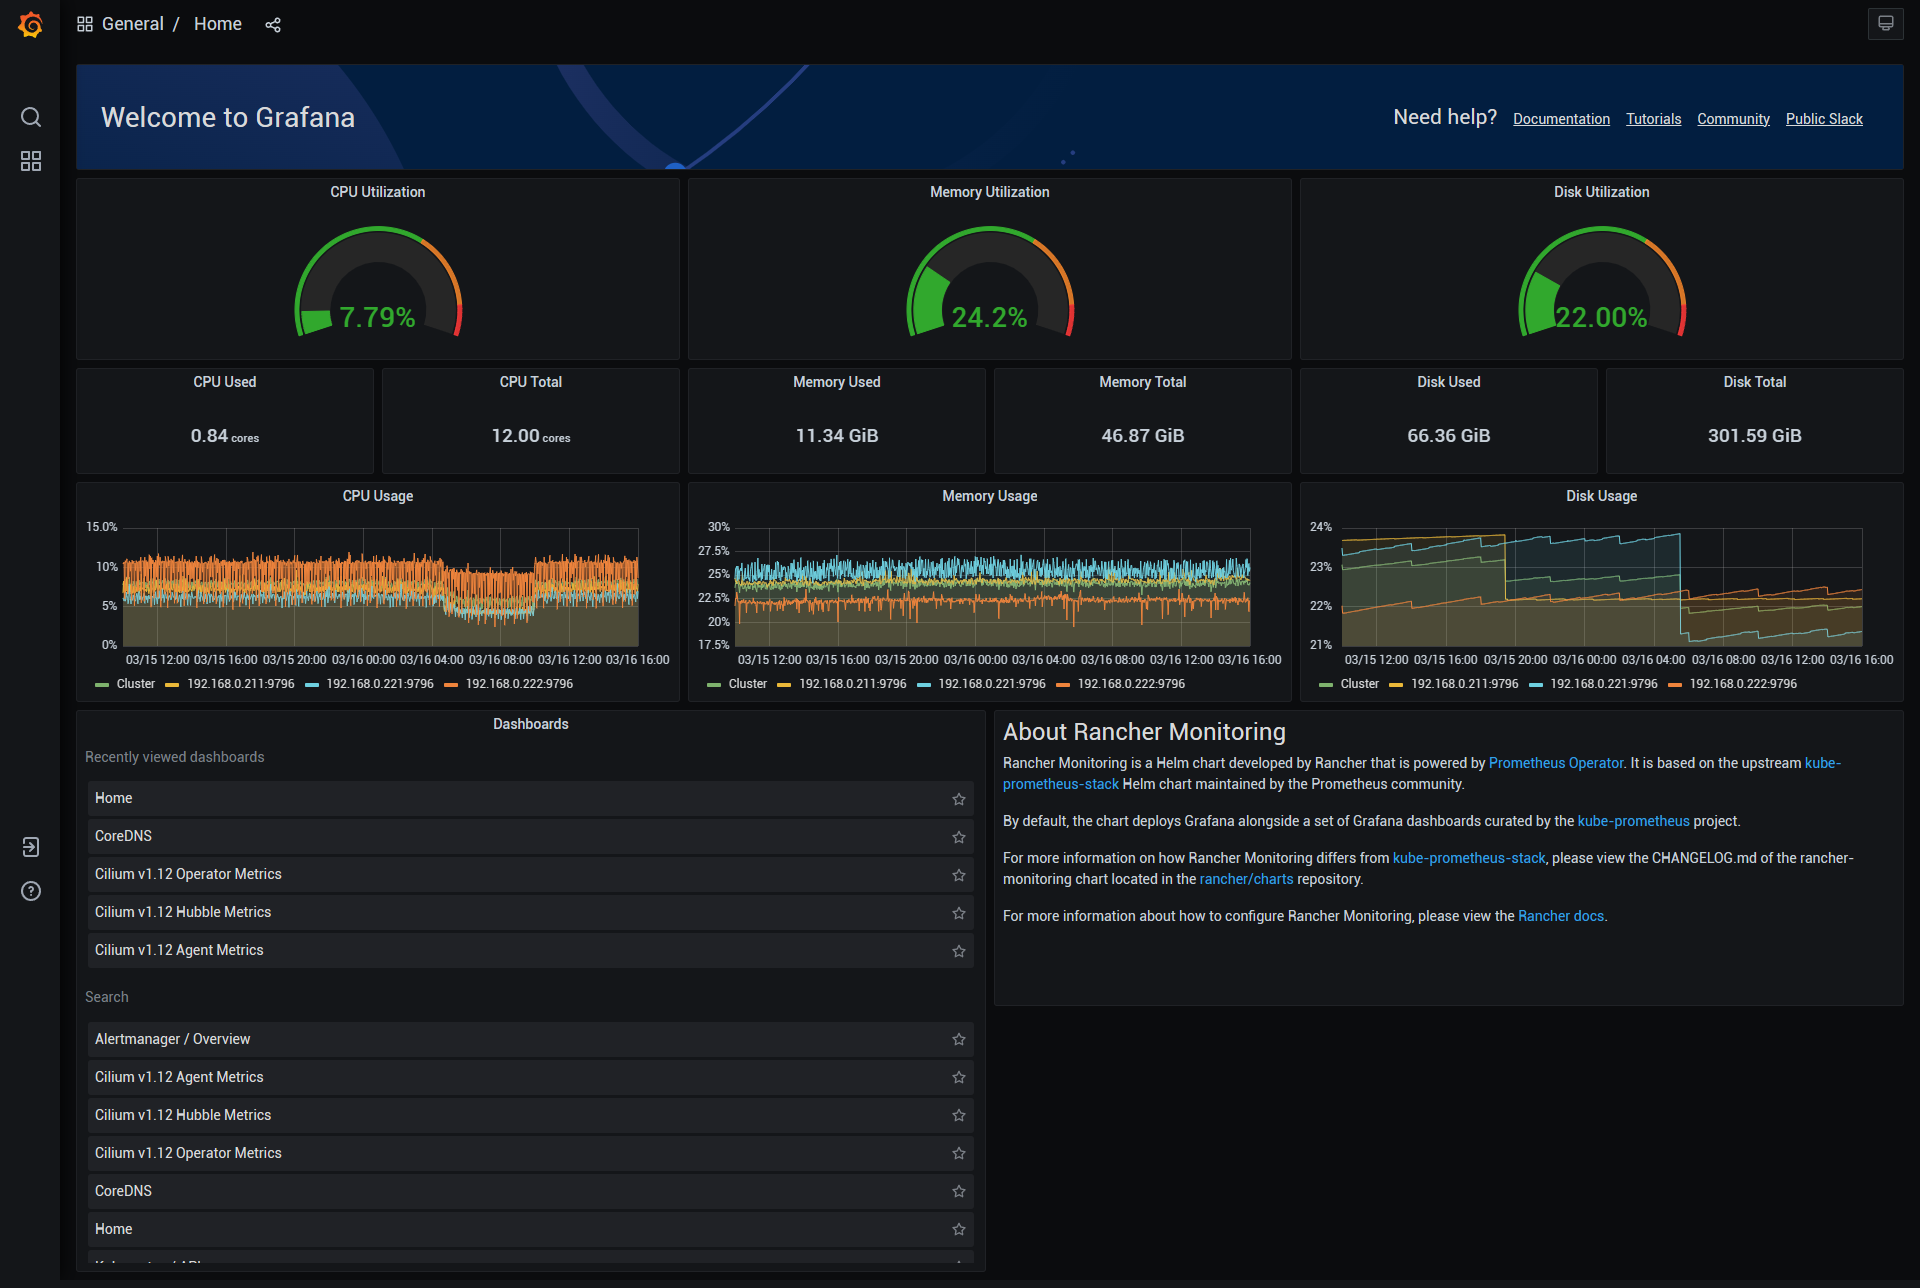 General / Home
Welcome to Grafana
Need help? Documentation Tutorials Community Public Slack
CPU Utilization
7.79%
Memory Utilization
24.2%
Disk Utilization
22.00%
CPU Used
0.84 cores
CPU Total
12.00 cores
Memory Used
11.34 GiB
Memory Total
46.87 GiB
Disk Used
66.36 GiB
Disk Total
301.59 GiB
CPU Usage
15.0%
10%
5%
0%
03/15 12:00 03/15 16:00 03/15 20:00 03/16 00:00 03/16 04:00 03/16 08:00 03/16 12:00 03/16 16:00
Cluster 192.168.0.211:9796 192.168.0.221:9796 192.168.0.222:9796
Memory Usage
30%
27.5%
25%
22.5%
20%
17.5%
03/15 12:00 03/15 16:00 03/15 20:00 03/16 00:00 03/16 04:00 03/16 08:00 03/16 12:00 03/16 16:00
Cluster 192.168.0.211:9796 192.168.0.221:9796 192.168.0.222:9796
Disk Usage
24%
23%
22%
21%
03/15 12:00 03/15 16:00 03/15 20:00 03/16 00:00 03/16 04:00 03/16 08:00 03/16 12:00 03/16 16:00
Cluster 192.168.0.211:9796 192.168.0.221:9796 192.168.0.222:9796
Dashboards
Recently viewed dashboards
Home
CoreDNS
Cilium v1.12 Operator Metrics
Cilium v1.12 Hubble Metrics
Cilium v1.12 Agent Metrics
Search
Alertmanager / Overview
Cilium v1.12 Agent Metrics
Cilium v1.12 Hubble Metrics
Cilium v1.12 Operator Metrics
CoreDNS
Home
About Rancher Monitoring
Rancher Monitoring is a Helm chart developed by Rancher that is powered by Prometheus Operator. It is based on the upstream kube-
prometheus-stack Helm chart maintained by the Prometheus community.
By default, the chart deploys Grafana alongside a set of Grafana dashboards curated by the kube-prometheus project.
For more information on how Rancher Monitoring differs from kube-prometheus-stack, please view the CHANGELOG.md of the rancher-
monitoring chart located in the rancher/charts repository.
For more information about how to configure Rancher Monitoring, please view the Rancher docs.